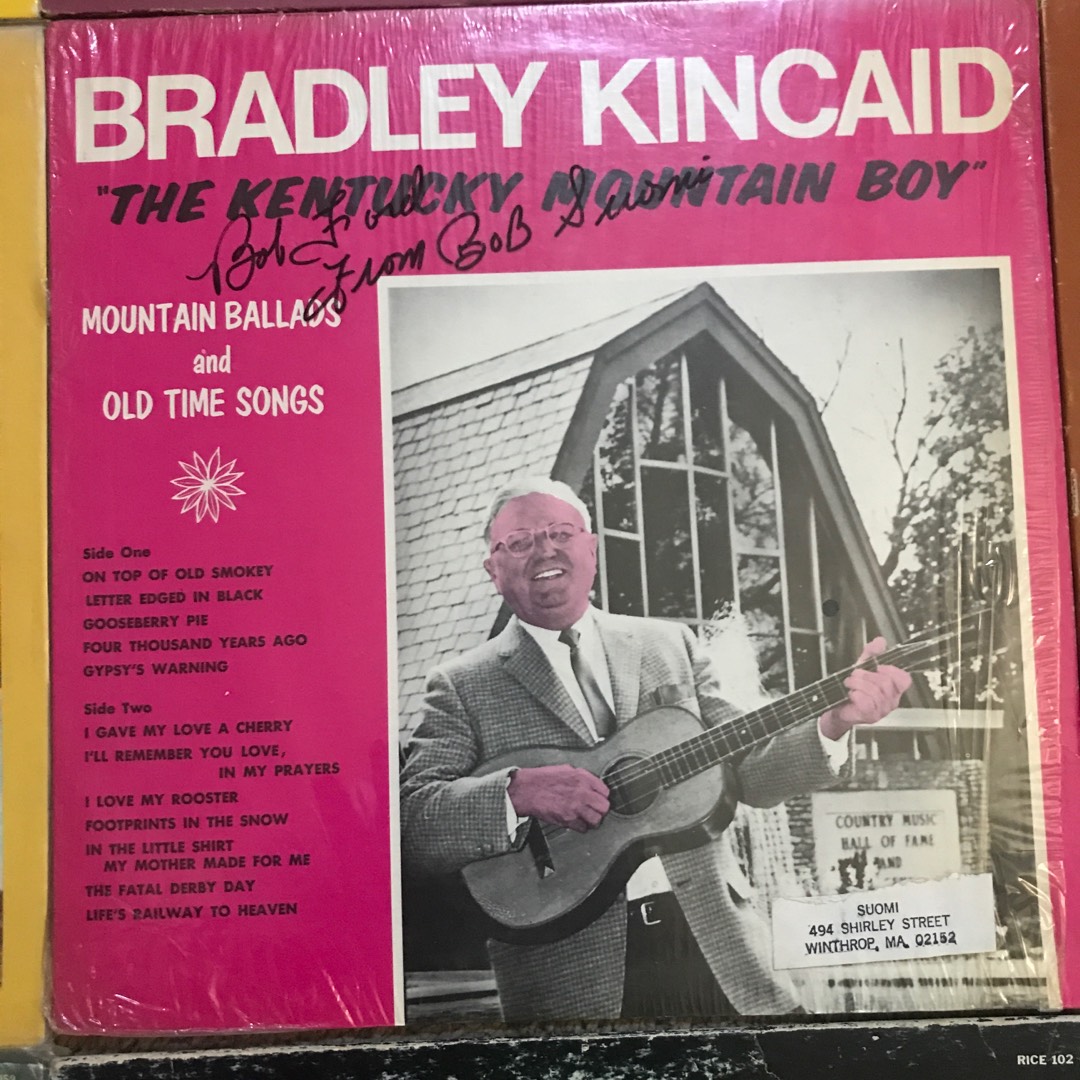 BRADLEY KINCAID
"THE KENTUCKY MOUNTAIN BOY"
Bob Ford
From BOB Suomi
MOUNTAIN BALLADS
and
OLD TIME SONGS
Side One
ON TOP OF OLD SMOKEY
LETTER EDGED IN BLACK
GOOSEBERRY PIE
FOUR THOUSAND YEARS AGO
GYPSY'S WARNING
Side Two
I GAVE MY LOVE A CHERRY
I'LL REMEMBER YOU LOVE,
IN MY PRAYERS
I LOVE MY ROOSTER
FOOTPRINTS IN THE SNOW
IN THE LITTLE SHIRT
MY MOTHER MADE FOR ME
THE FATAL DERBY DAY
LIFE'S RAILWAY TO HEAVEN
COUNTRY MUSIC
HALL OF FAME
AND
SUOMI
494 SHIRLEY STREET
WINTHROP, MA. 02152
RICE 102